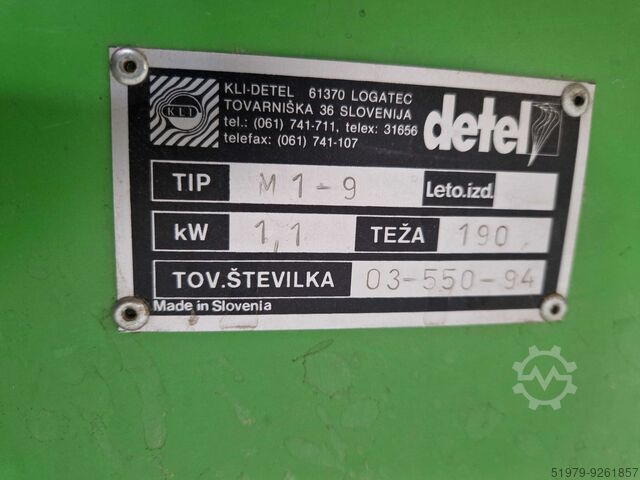 KLI
KLI-DETEL 61370 LOGATEC
TOVARNIŠKA 36 SLOVENIJA
tel.: (061) 741-711, telex: 31656
telefax: (061) 741-107
detel
TIP M 1-9 Leto.izd.
kW 1,1 TEŽA 190
TOV.ŠTEVILKA 03-550-94
Made in Slovenia
51979-9261857